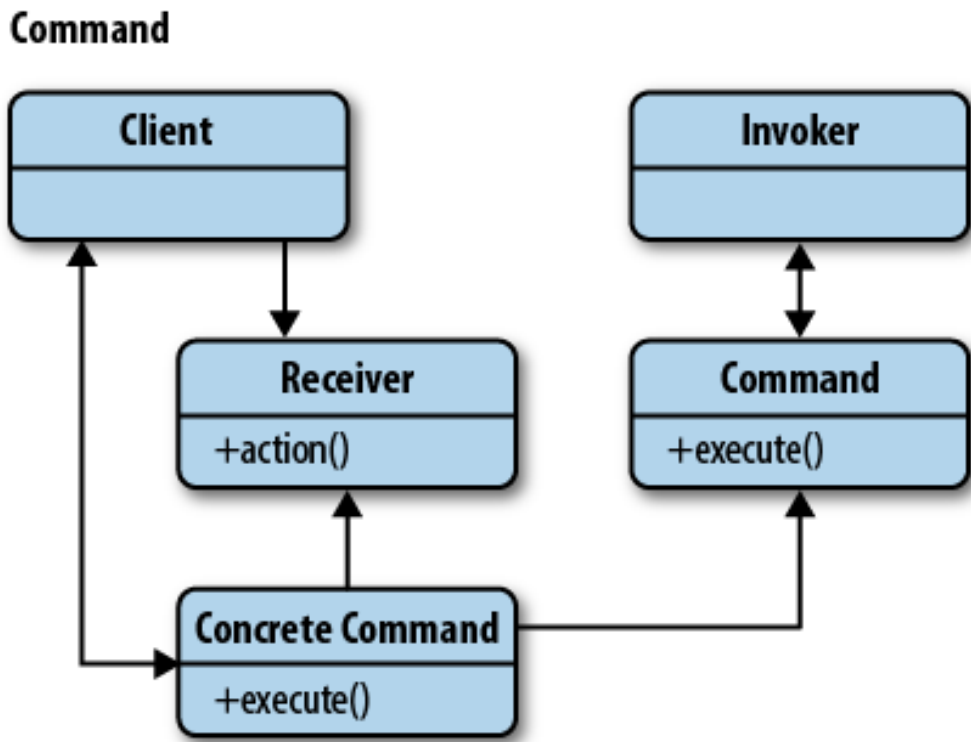 Command
Client
Invoker
Receiver
+action()
Command
+execute()
Concrete Command
+execute()